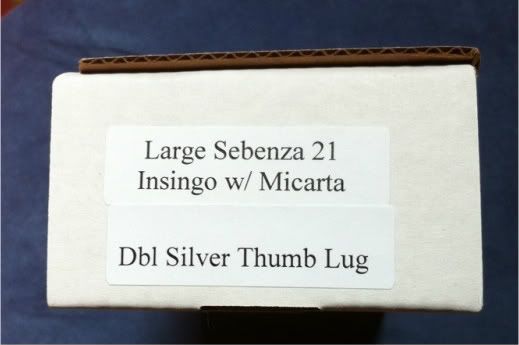 Large Sebenza 21
Insingo w/ Micarta
Dbl Silver Thumb Lug